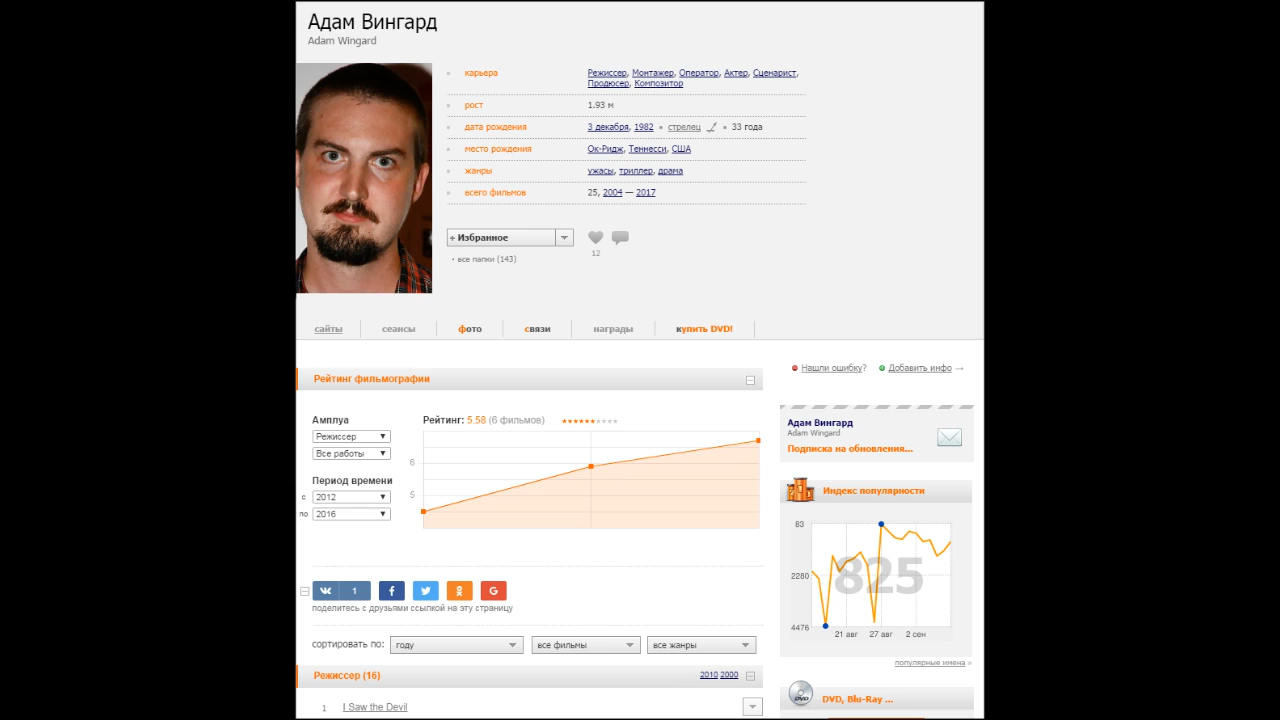 Адам Вингард
Adam Wingard
карьера Режиссер, Монтажер, Оператор, Актер, Сценарист,
Продюсер, Композитор
рост 1.93 м
дата рождения 3 декабря, 1982 • стрелец • 33 года
место рождения Ок-Ридж, Теннесси, США
жанры ужасы, триллер, драма
всего фильмов 25, 2004 — 2017
+ Избранное
• все папки (143)
12
сайты сеансы фото связи награды купить DVD!
Нашли ошибку? Добавить инфо →
Рейтинг фильмографии
Амплуа
Режиссер
Все работы
Период времени
с 2012
по 2016
Рейтинг: 5.58 (6 фильмов)
6
5
Адам Вингард
Adam Wingard
Подписка на обновления...
Индекс популярности
83
2280
4476
825
21 авг 27 авг 2 сен
популярные имена »
1
поделитесь с друзьями ссылкой на эту страницу
сортировать по: году все фильмы все жанры
Режиссер (16) 2010 2000
1 I Saw the Devil
DVD
DVD, Blu-Ray ...